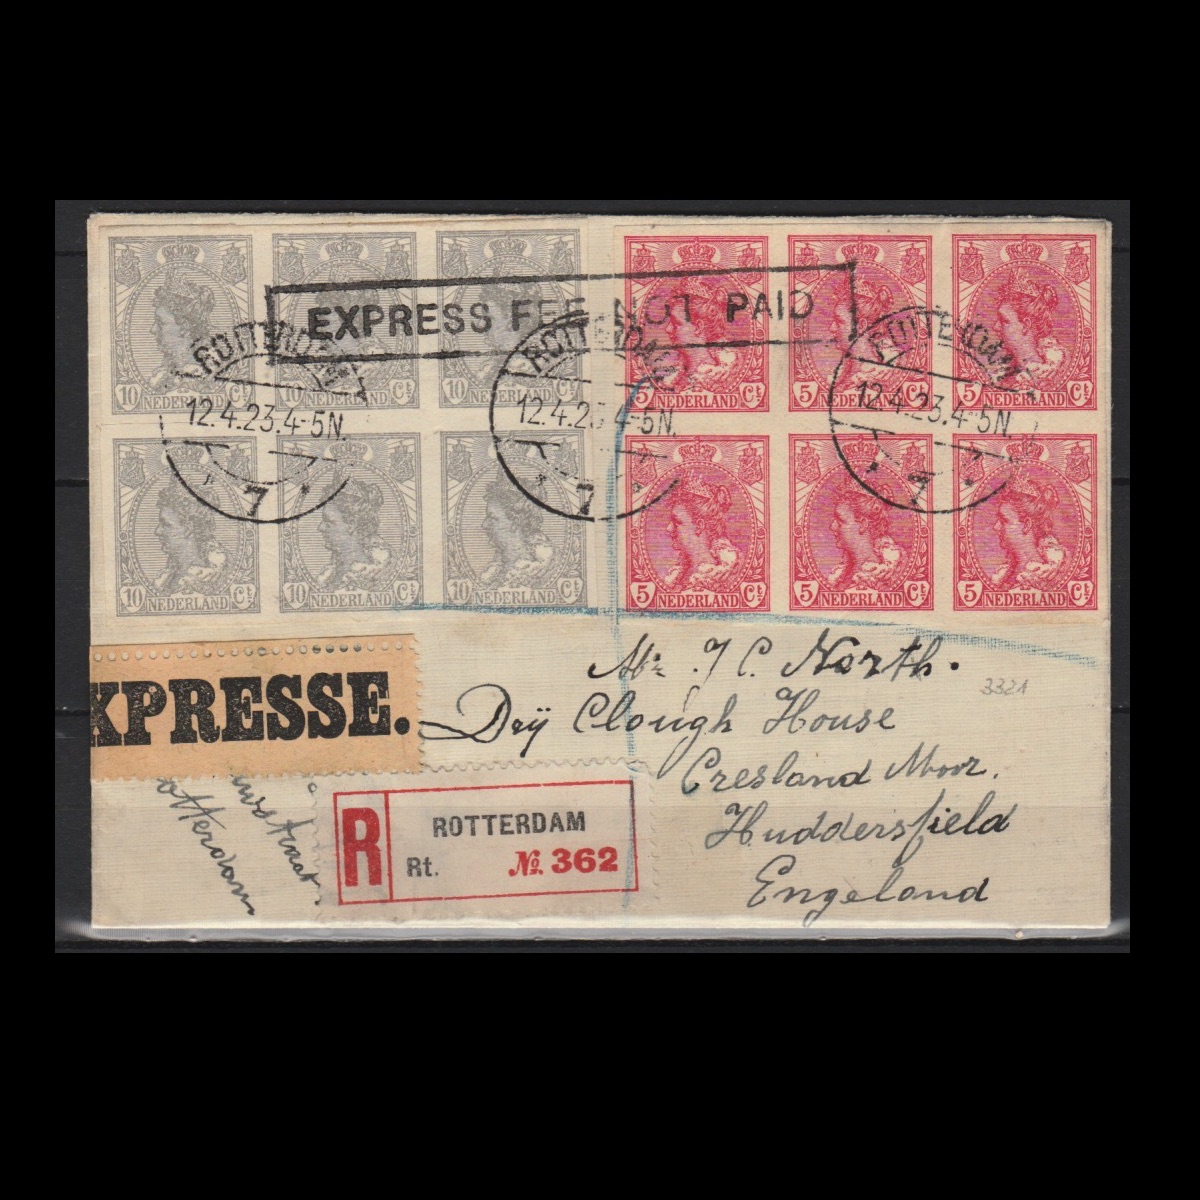 EXPRESS FEE NOT PAID
10 NEDERLAND Ct
10 NEDERLAND Ct
10 NEDERLAND Ct
5 NEDERLAND Ct
5 NEDERLAND Ct
5 NEDERLAND Ct
ROTTERDAM
12.4.23.4-5N.
7
ROTTERDAM
12.4.23.4-5N.
7
ROTTERDAM
12.4.23.4-5N.
7
10 NEDERLAND Ct
10 NEDERLAND Ct
10 NEDERLAND Ct
5 NEDERLAND Ct
5 NEDERLAND Ct
5 NEDERLAND Ct
XPRESSE.
Mr. J C. North.
3321
Dry Clough House
Cresland Moor.
Huddersfield
Engeland
R
ROTTERDAM
Rt. No. 362
otterdam